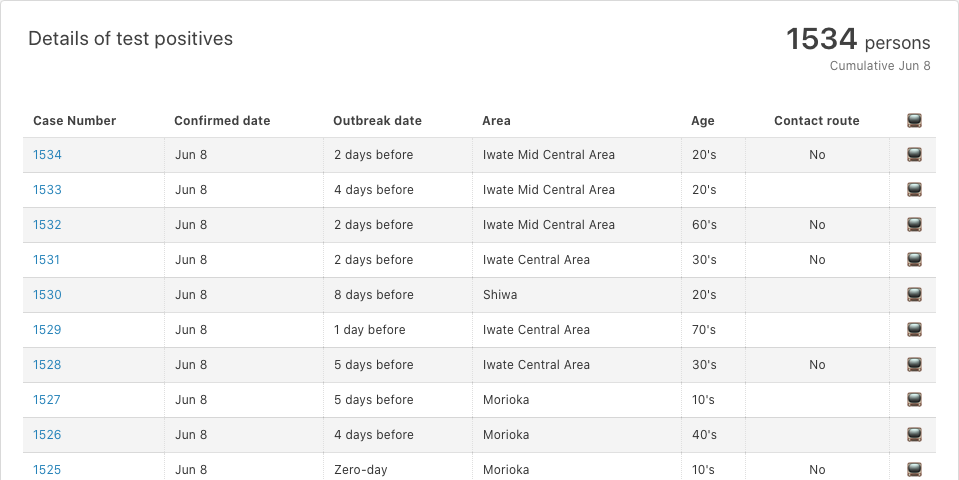 Details of test positives
1534 persons
Cumulative Jun 8
Case Number Confirmed date Outbreak date Area Age Contact route
1534 Jun 8 2 days before Iwate Mid Central Area 20's No
1533 Jun 8 4 days before Iwate Mid Central Area 20's
1532 Jun 8 2 days before Iwate Mid Central Area 60's No
1531 Jun 8 2 days before Iwate Central Area 30's No
1530 Jun 8 8 days before Shiwa 20's
1529 Jun 8 1 day before Iwate Central Area 70's
1528 Jun 8 5 days before Iwate Central Area 30's No
1527 Jun 8 5 days before Morioka 10's
1526 Jun 8 4 days before Morioka 40's
1525 Jun 8 Zero-day Morioka 10's No